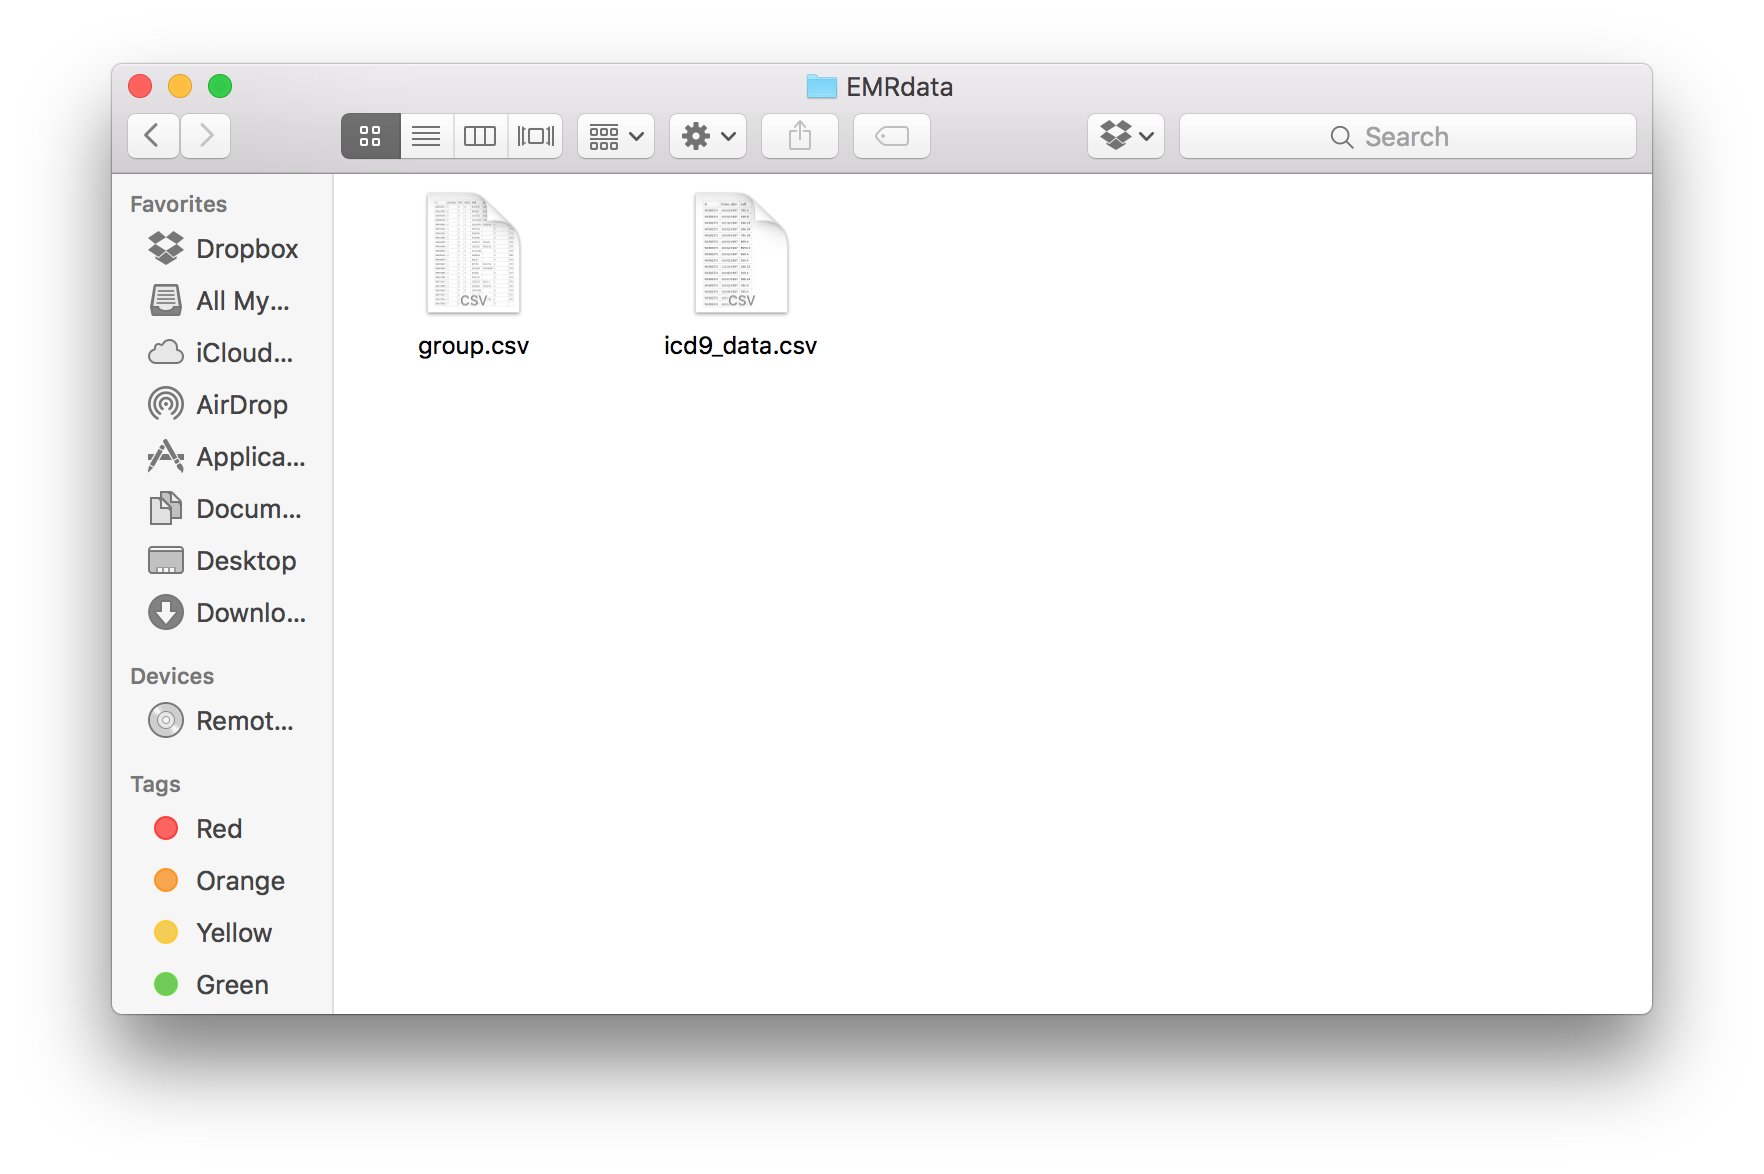 EMRdata
Search
Favorites
Dropbox
All My...
iCloud...
AirDrop
Applica...
Docum...
Desktop
Downlo...
Devices
Remot...
Tags
Red
Orange
Yellow
Green
CSV
group.csv
CSV
icd9_data.csv